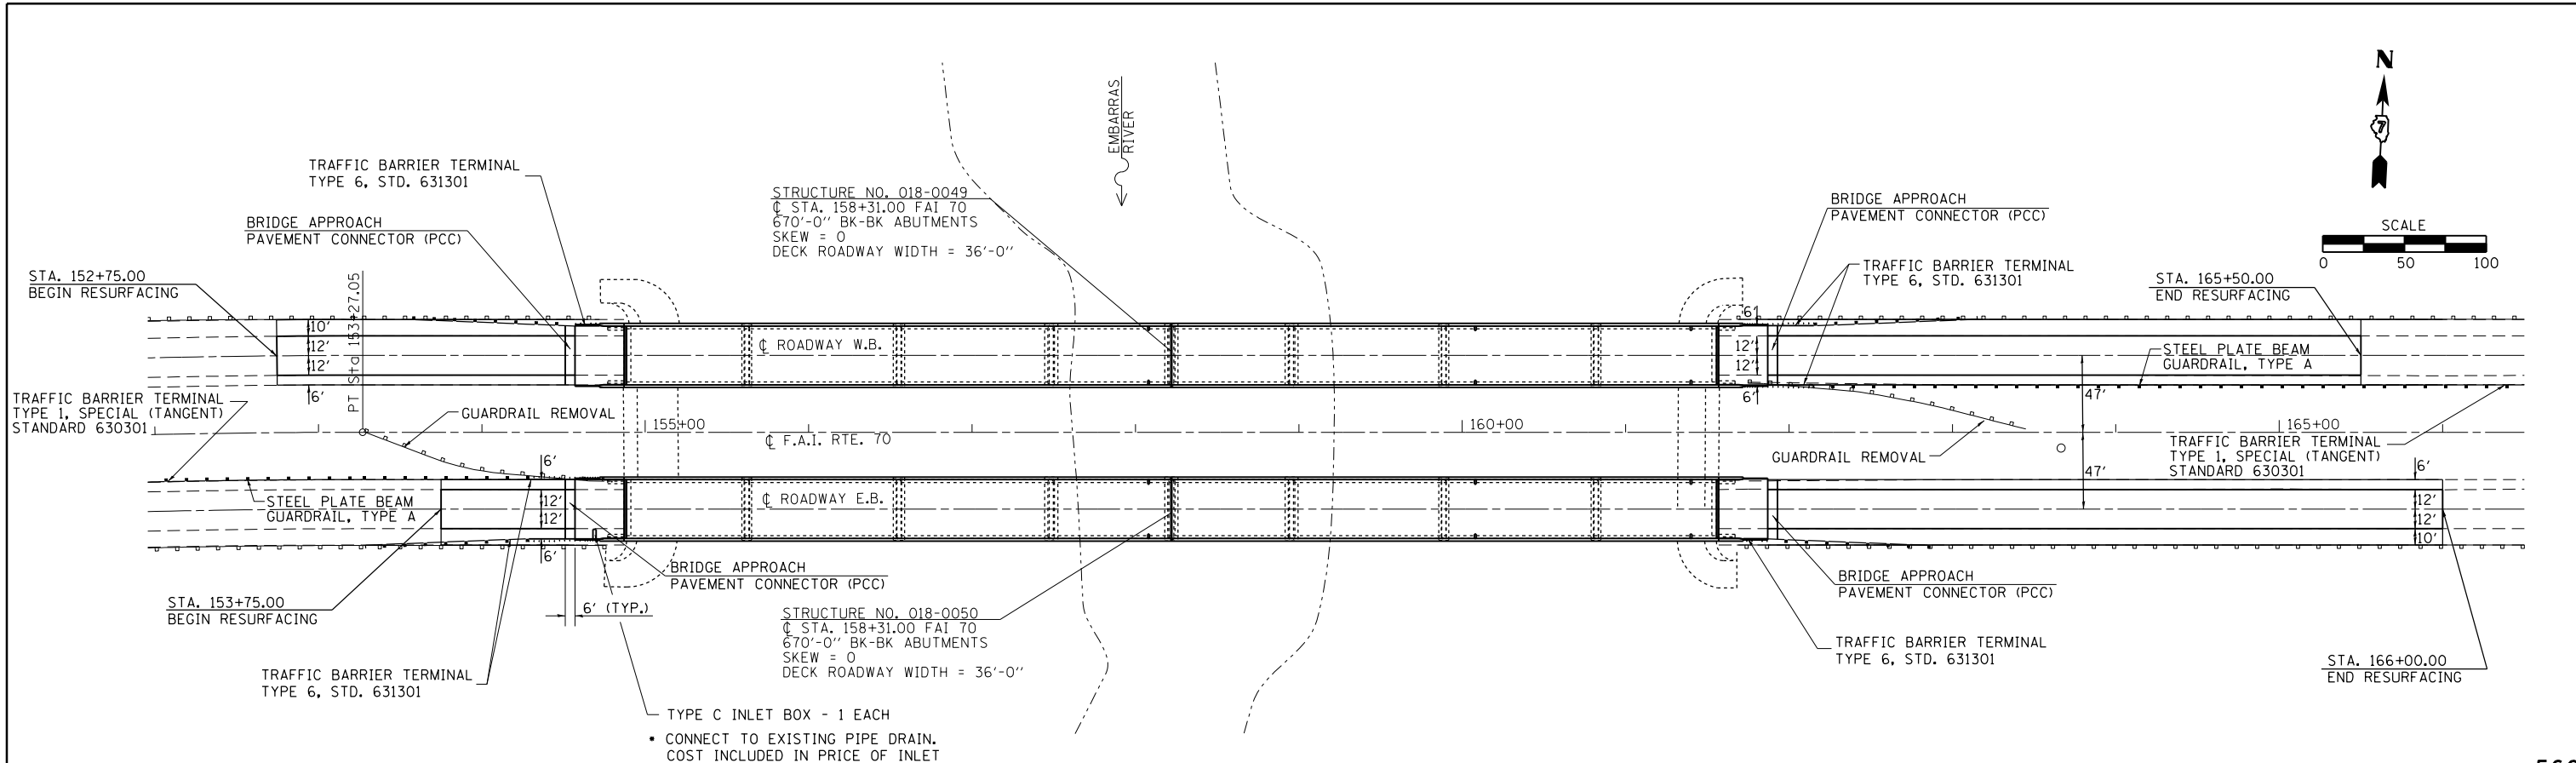 N
7
SCALE
0 50 100
EMBARRAS
RIVER
TRAFFIC BARRIER TERMINAL
TYPE 6, STD. 631301
BRIDGE APPROACH
PAVEMENT CONNECTOR (PCC)
STA. 152+75.00
BEGIN RESURFACING
PT Sta 153+27.05
STRUCTURE NO. 018-0049
℄ STA. 158+31.00 FAI 70
670'-0" BK-BK ABUTMENTS
SKEW = 0
DECK ROADWAY WIDTH = 36'-0"
BRIDGE APPROACH
PAVEMENT CONNECTOR (PCC)
TRAFFIC BARRIER TERMINAL
TYPE 6, STD. 631301
STA. 165+50.00
END RESURFACING
10'
12'
12'
6'
℄ ROADWAY W.B.
6'
12'
12'
6'
STEEL PLATE BEAM
GUARDRAIL, TYPE A
47'
47'
TRAFFIC BARRIER TERMINAL
TYPE 1, SPECIAL (TANGENT)
STANDARD 630301
GUARDRAIL REMOVAL
155+00
℄ F.A.I. RTE. 70
160+00
165+00
GUARDRAIL REMOVAL
TRAFFIC BARRIER TERMINAL
TYPE 1, SPECIAL (TANGENT)
STANDARD 630301
STEEL PLATE BEAM
GUARDRAIL, TYPE A
6'
12'
12'
6'
℄ ROADWAY E.B.
6'
12'
12'
10'
STA. 153+75.00
BEGIN RESURFACING
BRIDGE APPROACH
PAVEMENT CONNECTOR (PCC)
6' (TYP.)
STRUCTURE NO. 018-0050
℄ STA. 158+31.00 FAI 70
670'-0" BK-BK ABUTMENTS
SKEW = 0
DECK ROADWAY WIDTH = 36'-0"
BRIDGE APPROACH
PAVEMENT CONNECTOR (PCC)
TRAFFIC BARRIER TERMINAL
TYPE 6, STD. 631301
STA. 166+00.00
END RESURFACING
TRAFFIC BARRIER TERMINAL
TYPE 6, STD. 631301
TYPE C INLET BOX - 1 EACH
* CONNECT TO EXISTING PIPE DRAIN.
COST INCLUDED IN PRICE OF INLET